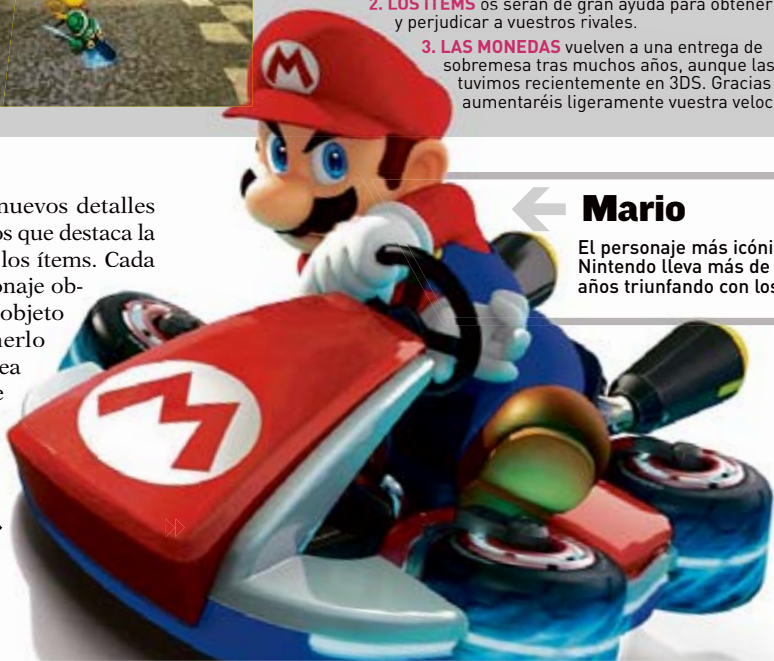 2. LOS ÍTEMS os serán de gran ayuda para obtener
y perjudicar a vuestros rivales.
3. LAS MONEDAS vuelven a una entrega de
sobremesa tras muchos años, aunque las
tuvimos recientemente en 3DS. Gracias
aumentaréis ligeramente vuestra veloc
nuevos detalles
os que destaca la
los ítems. Cada
onaje ob-
objeto
nerlo
ea
e
Mario
El personaje más icóni
Nintendo lleva más de
años triunfando con los
M
M